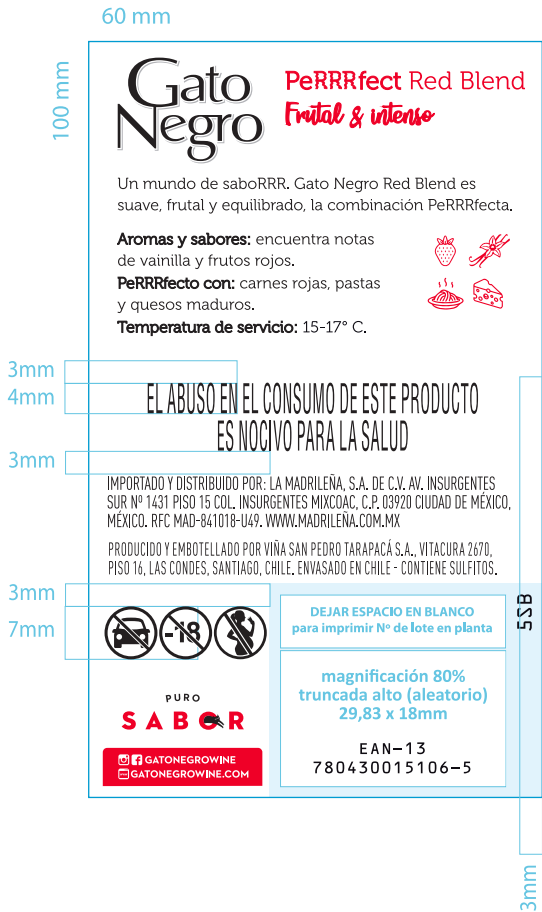 60 mm
100 mm
Gato
Negro
PeRRRfect Red Blend
Frutal & intenso
Un mundo de saboRRR. Gato Negro Red Blend es
suave, frutal y equilibrado, la combinación PeRRRfecta.
Aromas y sabores: encuentra notas
de vainilla y frutos rojos.
PeRRRfecto con: carnes rojas, pastas
y quesos maduros.
Temperatura de servicio: 15-17° C.
3mm
4mm
EL ABUSO EN EL CONSUMO DE ESTE PRODUCTO
ES NOCIVO PARA LA SALUD
3mm
IMPORTADO Y DISTRIBUIDO POR: LA MADRILEÑA, S.A. DE C.V. AV. INSURGENTES
SUR Nº 1431 PISO 15 COL. INSURGENTES MIXCOAC, C.P. 03920 CIUDAD DE MÉXICO,
MÉXICO. RFC MAD-841018-U49. WWW.MADRILEÑA.COM.MX
PRODUCIDO Y EMBOTELLADO POR VIÑA SAN PEDRO TARAPACÁ S.A., VITACURA 2670,
PISO 16, LAS CONDES, SANTIAGO, CHILE. ENVASADO EN CHILE - CONTIENE SULFITOS.
3mm
7mm
-18
DEJAR ESPACIO EN BLANCO
para imprimir Nº de lote en planta
52B
magnificación 80%
truncada alto (aleatorio)
29,83 x 18mm
EAN-13
780430015106-5
PURO
SABOR
GATONEGROWINE
GATONEGROWINE.COM
3mm